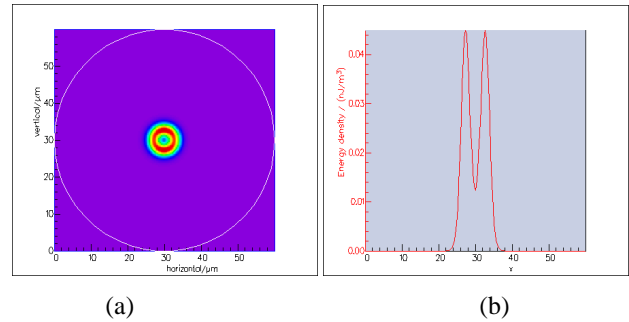 50
40
30
20
10
0
vertical/μm
0 10 20 30 40 50
horizontal/μm
(a)
0.04
0.03
0.02
0.01
0.00
Energy density / (nJ/m³)
0 10 20 30 40 50
x
(b)